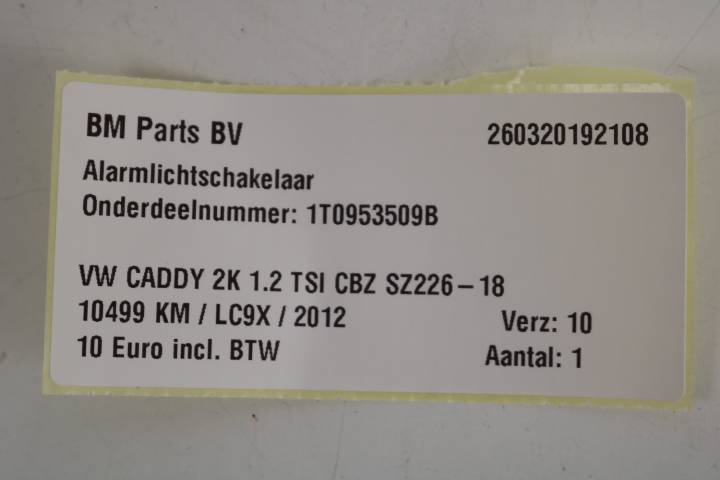 BM Parts BV 260320192108
Alarmlichtschakelaar
Onderdeelnummer: 1T0953509B
VW CADDY 2K 1.2 TSI CBZ SZ226-18
10499 KM / LC9X / 2012 Verz: 10
10 Euro incl. BTW Aantal: 1